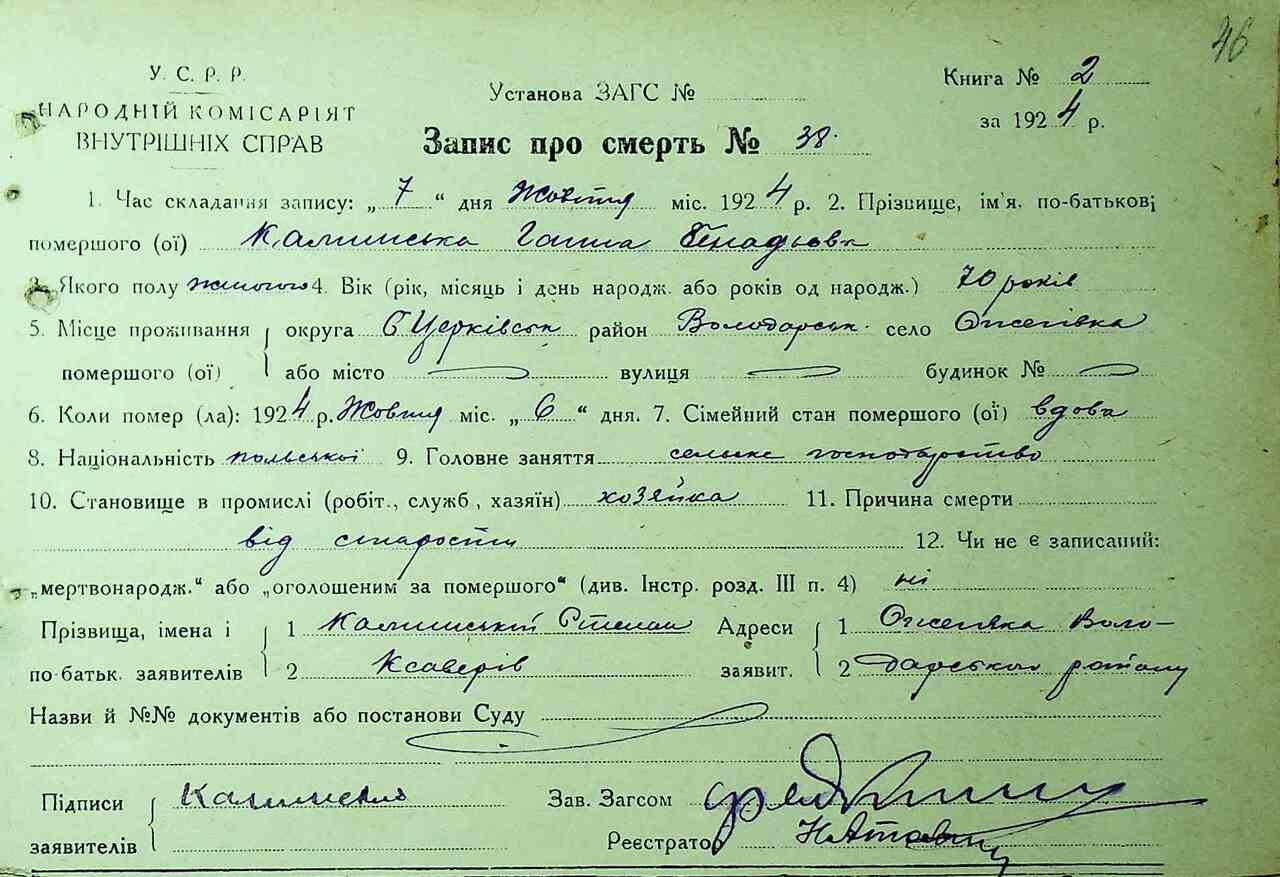 46
У. С. Р. Р.
НАРОДНІЙ КОМІСАРІЯТ
ВНУТРІШНІХ СПРАВ
Установа ЗАГС №
Книга № 2
за 1924 р.
Запис про смерть № 38.
1. Час складання запису: „7“ дня Жовтня міс. 1924 р. 2. Прізвище, ім'я, по-батькові
помершого (ої) Калинська Ганна
3. Якого полу жиночого 4. Вік (рік, місяць і день народж. або років од народж.) 70 років
5. Місце проживання округа Б Церківськ район Володарськ. село Ожегівка
помершого (ої) або місто вулиця будинок №
6. Коли помер (ла): 1924 р. Жовтня міс. „6“ дня. 7. Сімейний стан помершого (ої) вдова
8. Національність польської 9. Головне заняття сельске господарство
10. Становище в промислі (робіт., служб., хазяїн) хозяйка 11. Причина смерти
від старости 12. Чи не є записаний:
„мертвонародж.“ або „оголошеним за помершого“ (див. Інстр. розд. III п. 4) ні
Прізвища, імена і 1 Калинський Степан Адреси 1 Ожегівка Воло-
по-батьк. заявителів 2 Ксаверів заявит. 2 дарського району
Назви й №№ документів або постанови Суду
Підписи
заявителів
Зав. Загсом
Реєстратор